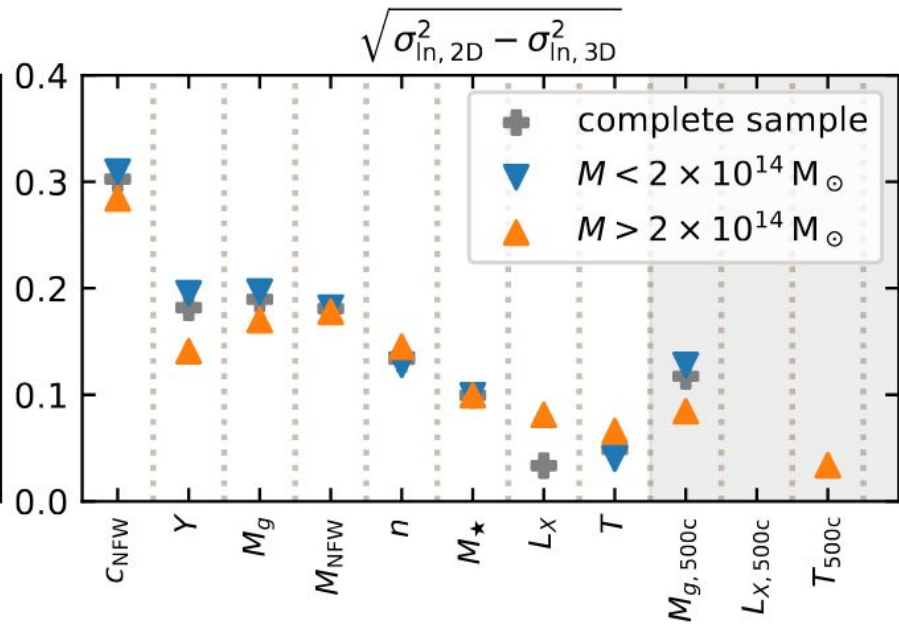 √σ²ln, 2D − σ²ln, 3D
0.4
0.3
0.2
0.1
0.0
complete sample
M < 2 × 10¹⁴ M⊙
M > 2 × 10¹⁴ M⊙
cNFW
Y
Mg
MNFW
n
M★
LX
T
Mg, 500c
LX, 500c
T500c